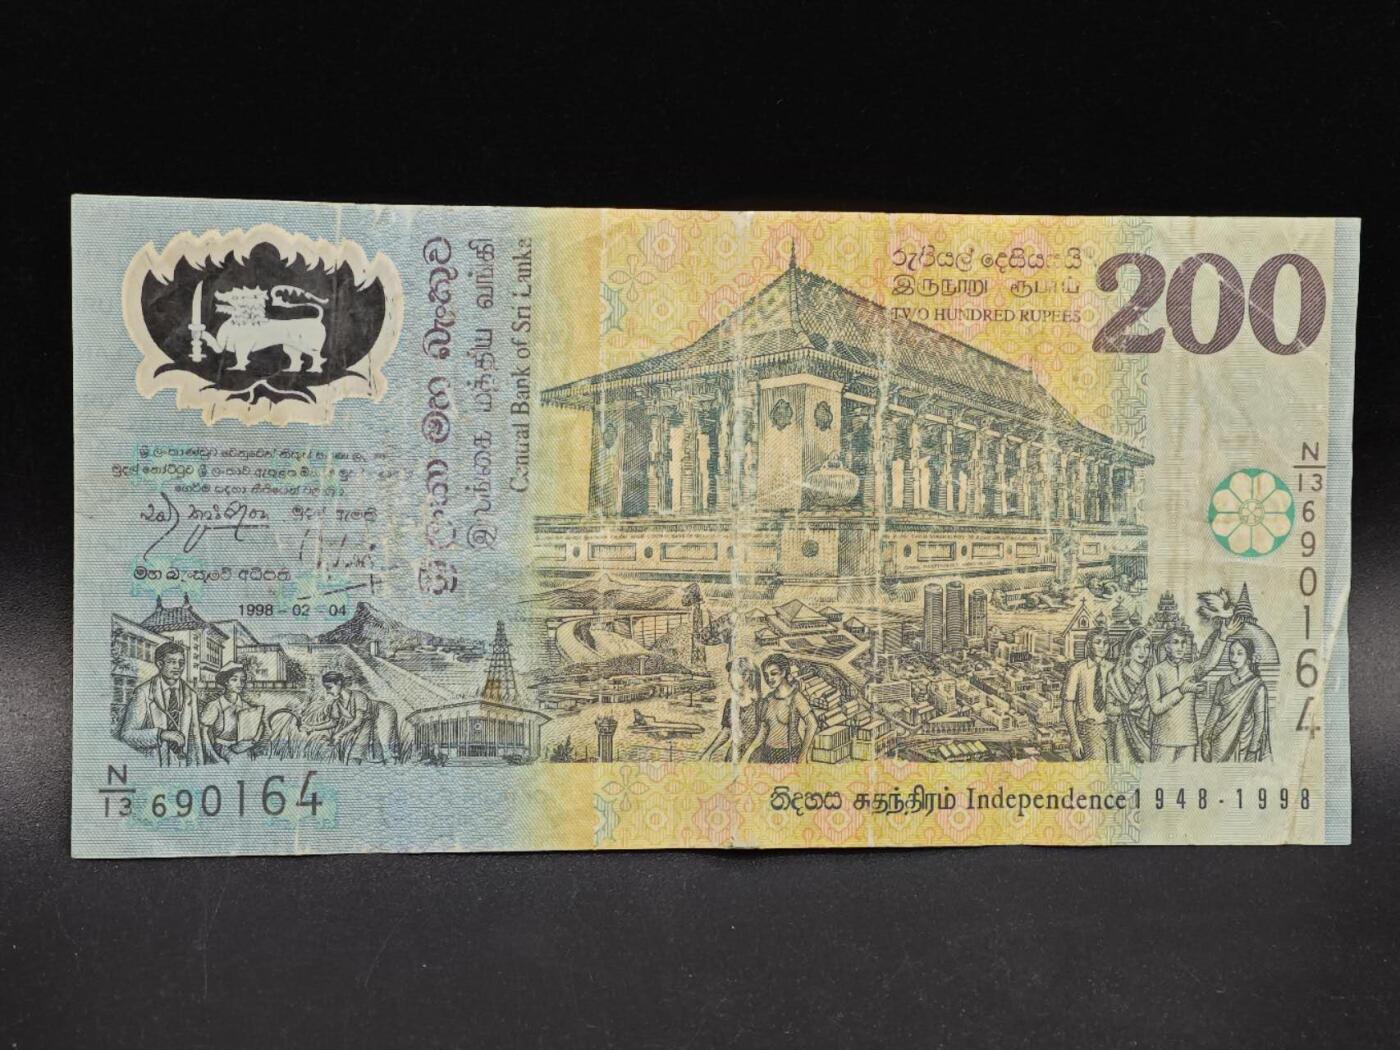 ශ්‍රී ලංකා මහ බැංකුව
இலங்கை மத்திய வங்கி
Central Bank of Sri Lanka
රුපියල් දෙසියයයි
இருநூறு ரூபாய்
TWO HUNDRED RUPEES
200
N/13 690164
මහ බැංකුවේ අධිපති
1998 - 02 - 04
N/13 690164
නිදහස சுதந்திரம் Independence 1948 - 1998